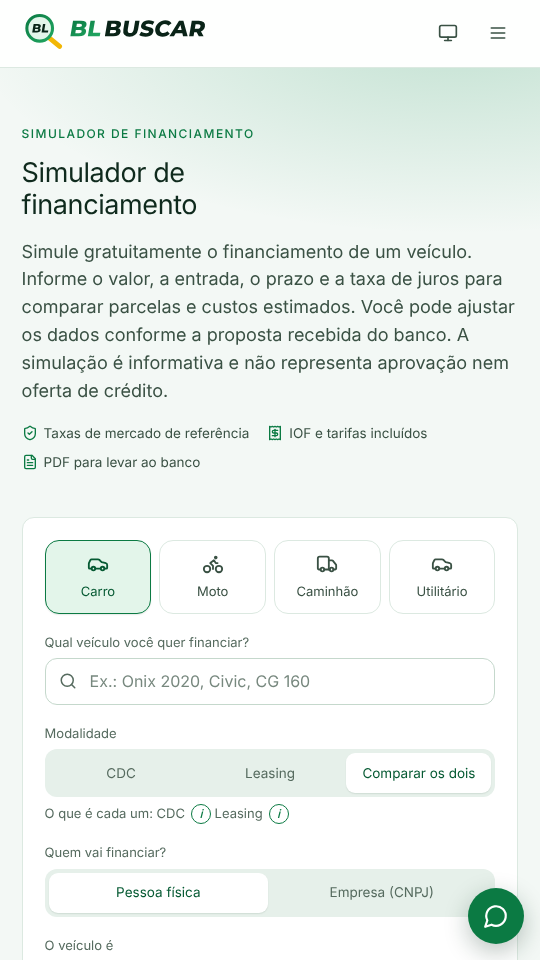 BL BL BUSCAR
SIMULADOR DE FINANCIAMENTO
Simulador de
financiamento
Simule gratuitamente o financiamento de um veículo.
Informe o valor, a entrada, o prazo e a taxa de juros para
comparar parcelas e custos estimados. Você pode ajustar
os dados conforme a proposta recebida do banco. A
simulação é informativa e não representa aprovação nem
oferta de crédito.
Taxas de mercado de referência IOF e tarifas incluídos
PDF para levar ao banco
Carro Moto Caminhão Utilitário
Qual veículo você quer financiar?
Ex.: Onix 2020, Civic, CG 160
Modalidade
CDC Leasing Comparar os dois
O que é cada um: CDC i Leasing i
Quem vai financiar?
Pessoa física Empresa (CNPJ)
O veículo é